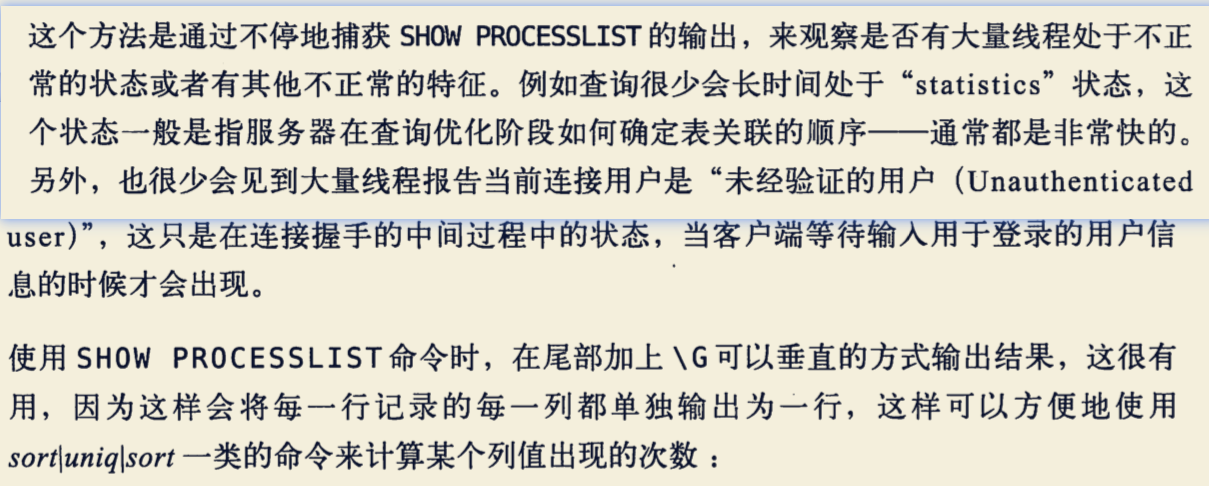 这个方法是通过不停地捕获 SHOW PROCESSLIST 的输出，来观察是否有大量线程处于不正
常的状态或者有其他不正常的特征。例如查询很少会长时间处于“statistics”状态，这
个状态一般是指服务器在查询优化阶段如何确定表关联的顺序——通常都是非常快的。
另外，也很少会见到大量线程报告当前连接用户是“未经验证的用户（Unauthenticated
user)”，这只是在连接握手的中间过程中的状态，当客户端等待输入用于登录的用户信
息的时候才会出现。
使用 SHOW PROCESSLIST 命令时，在尾部加上 \G 可以垂直的方式输出结果，这很有
用，因为这样会将每一行记录的每一列都单独输出为一行，这样可以方便地使用
sort|uniq|sort 一类的命令来计算某个列值出现的次数：